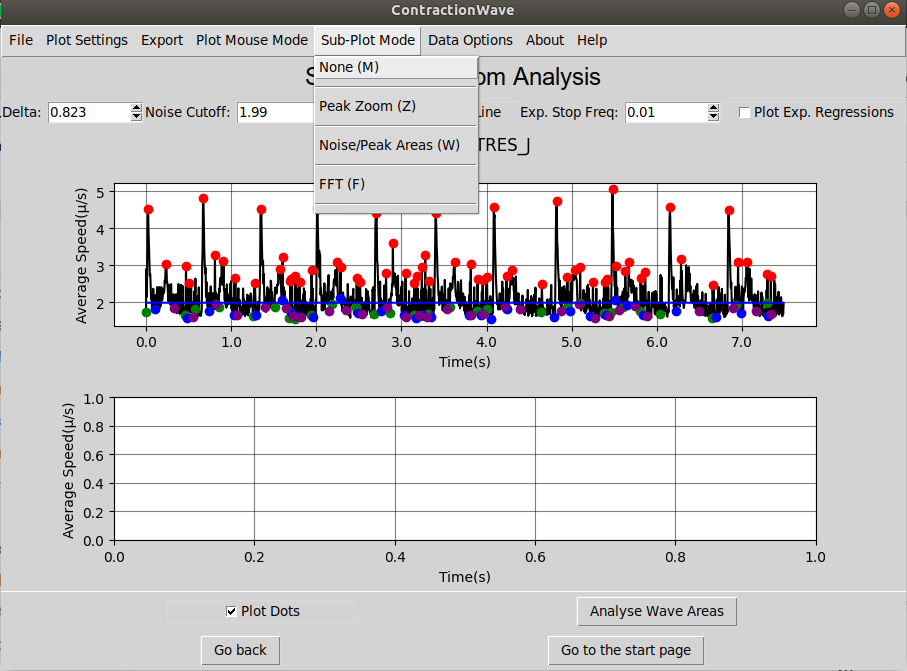 ContractionWave
File Plot Settings Export Plot Mouse Mode Sub-Plot Mode Data Options About Help
None (M)
Peak Zoom (Z)
Noise/Peak Areas (W)
FFT (F)
om Analysis
Delta: 0.823 Noise Cutoff: 1.99 Line Exp. Stop Freq: 0.01 Plot Exp. Regressions
TRES_J
Average Speed(μ/s)
5
4
3
2
0.0 1.0 2.0 3.0 4.0 5.0 6.0 7.0
Time(s)
Average Speed(μ/s)
1.0
0.8
0.6
0.4
0.2
0.0
0.0 0.2 0.4 0.6 0.8 1.0
Time(s)
Plot Dots Analyse Wave Areas
Go back Go to the start page